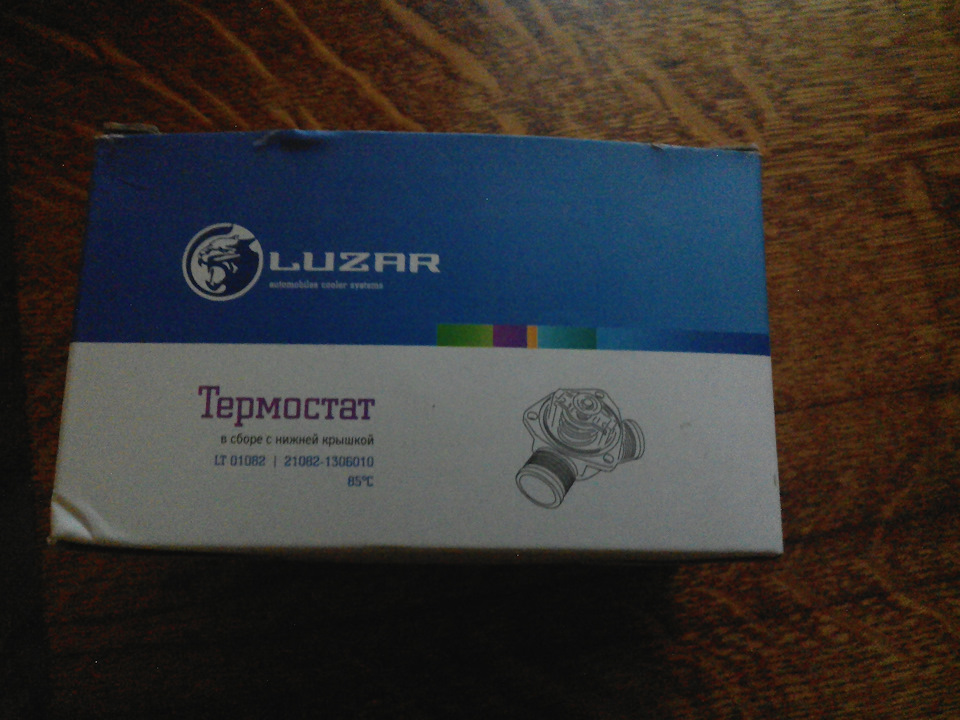 LUZAR
automobiles cooler systems
Термостат
в сборе с нижней крышкой
LT 01082 | 21082-1306010
85°C